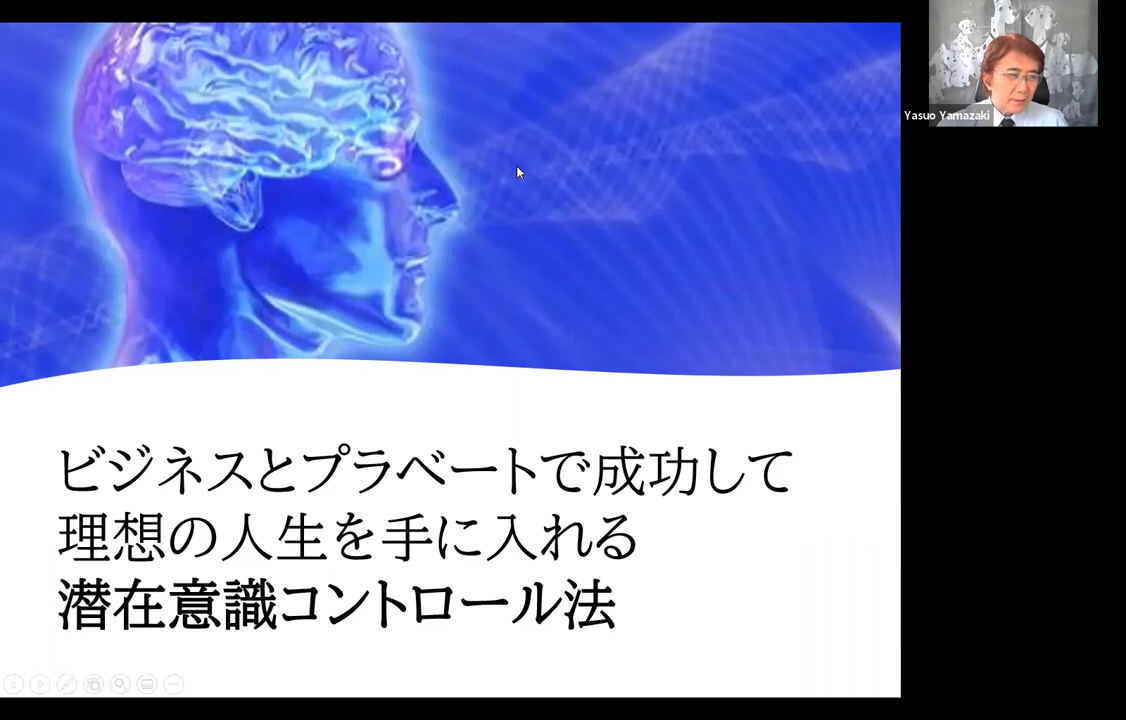 Yasuo Yamazaki
ビジネスとプラベートで成功して
理想の人生を手に入れる
潜在意識コントロール法